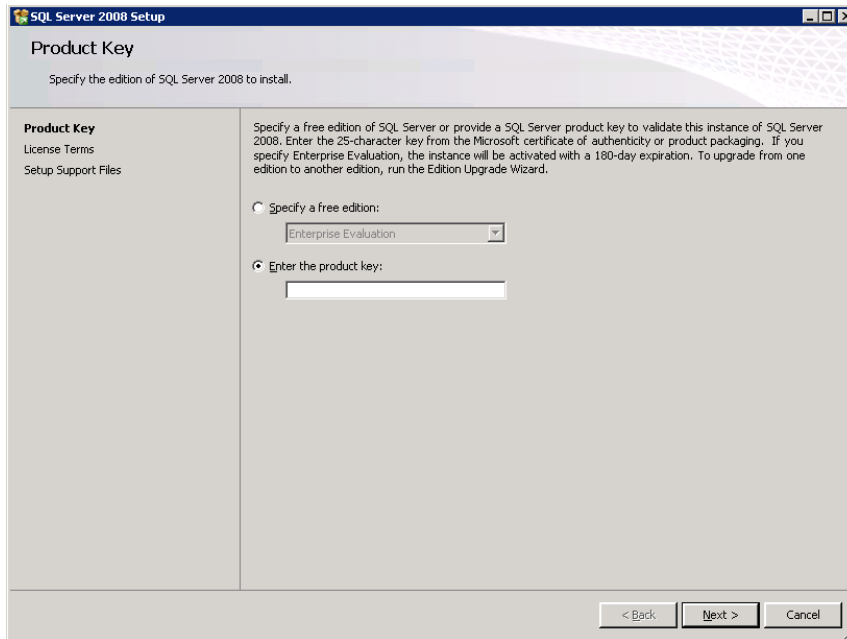 SQL Server 2008 Setup
Product Key
Specify the edition of SQL Server 2008 to install.
Product Key
License Terms
Setup Support Files
Specify a free edition of SQL Server or provide a SQL Server product key to validate this instance of SQL Server
2008. Enter the 25-character key from the Microsoft certificate of authenticity or product packaging. If you
specify Enterprise Evaluation, the instance will be activated with a 180-day expiration. To upgrade from one
edition to another edition, run the Edition Upgrade Wizard.
Specify a free edition:
Enterprise Evaluation
Enter the product key:
< Back
Next >
Cancel